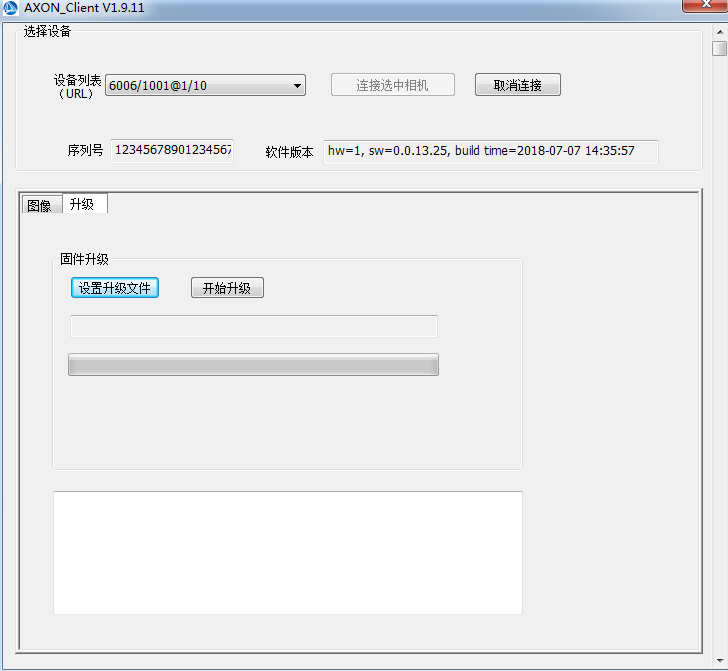 AXON_Client V1.9.11
选择设备
设备列表
（URL）
6006/1001@1/10
连接选中相机
取消连接
序列号
12345678901234567
软件版本
hw=1, sw=0.0.13.25, build time=2018-07-07 14:35:57
图像
升级
固件升级
设置升级文件
开始升级